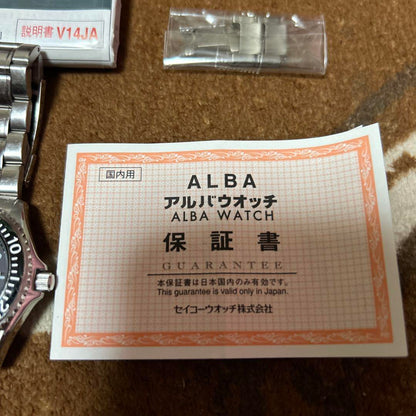 説明書 V14JA
国内用
ALBA
アルバウオッチ
ALBA WATCH
保証書
GUARANTEE
本保証書は日本国内のみ有効です。
This guarantee is valid only in Japan.
セイコーウオッチ株式会社
10